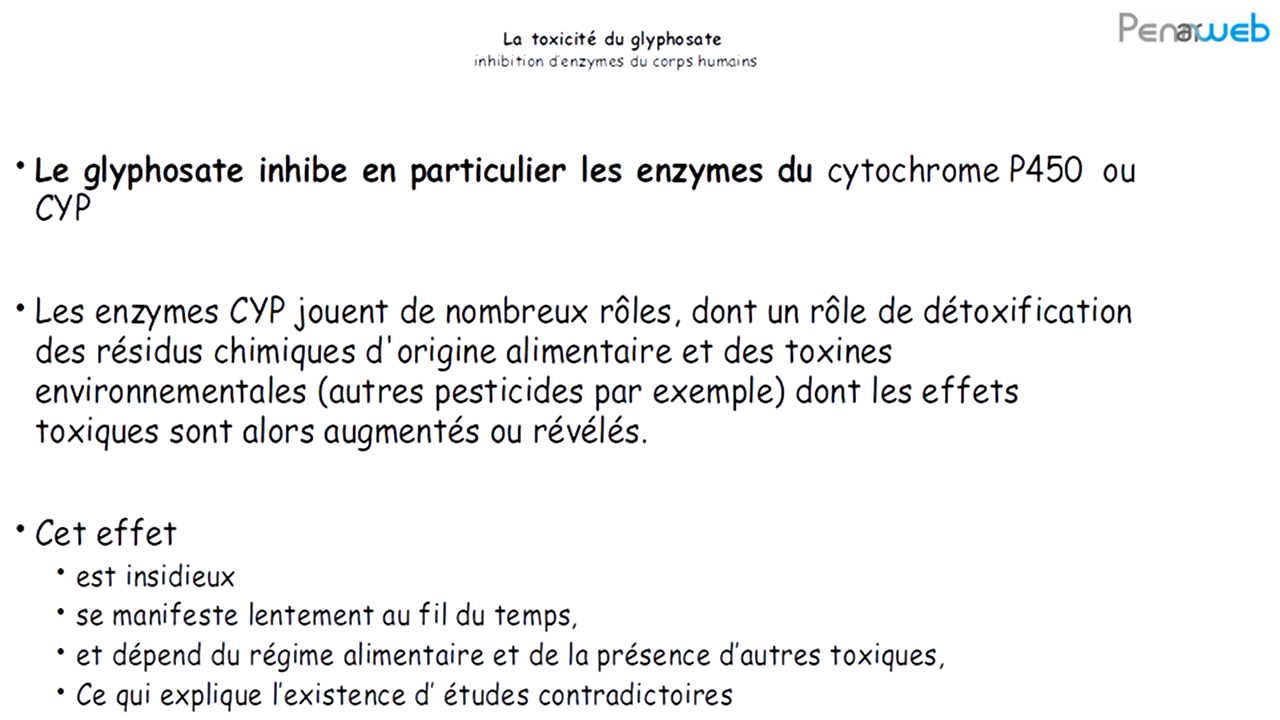 La toxicité du glyphosate
inhibition d'enzymes du corps humains
Penarweb
• Le glyphosate inhibe en particulier les enzymes du cytochrome P450 ou
CYP
• Les enzymes CYP jouent de nombreux rôles, dont un rôle de détoxification
des résidus chimiques d'origine alimentaire et des toxines
environnementales (autres pesticides par exemple) dont les effets
toxiques sont alors augmentés ou révélés.
• Cet effet
• est insidieux
• se manifeste lentement au fil du temps,
• et dépend du régime alimentaire et de la présence d'autres toxiques,
• Ce qui explique l'existence d' études contradictoires